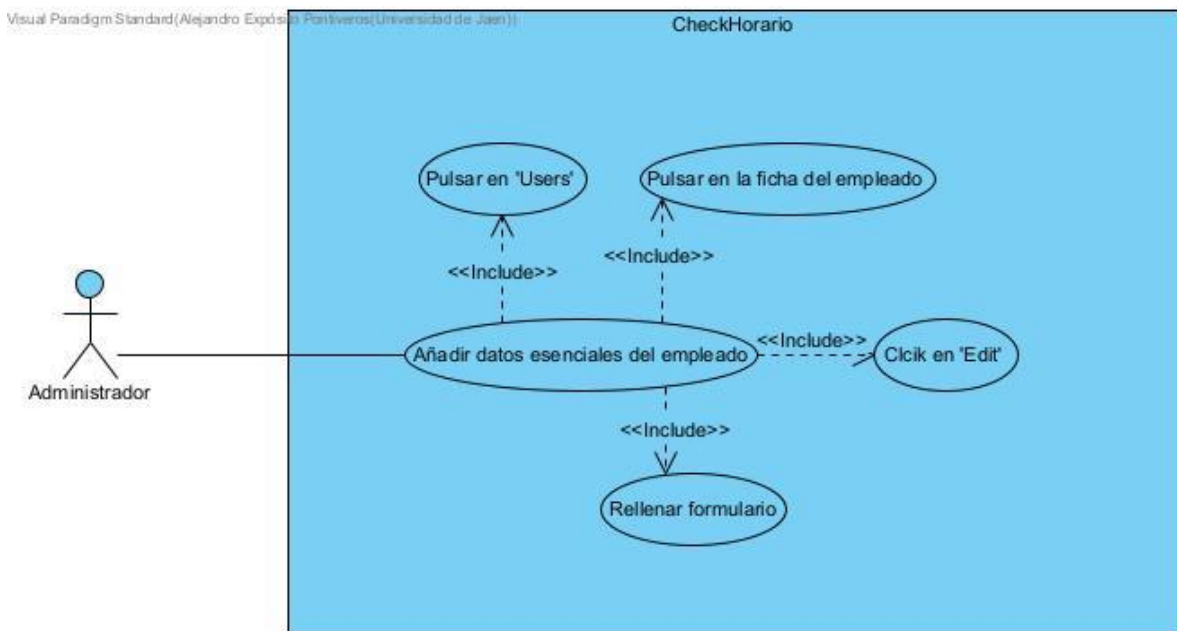 Visual Paradigm Standard(Alejandro Expósito Pontiveros(Universidad de Jaen))
CheckHorario
Pulsar en 'Users'
Pulsar en la ficha del empleado
<<Include>>
<<Include>>
Añadir datos esenciales del empleado
<<Include>>
Clcik en 'Edit'
Administrador
<<Include>>
Rellenar formulario